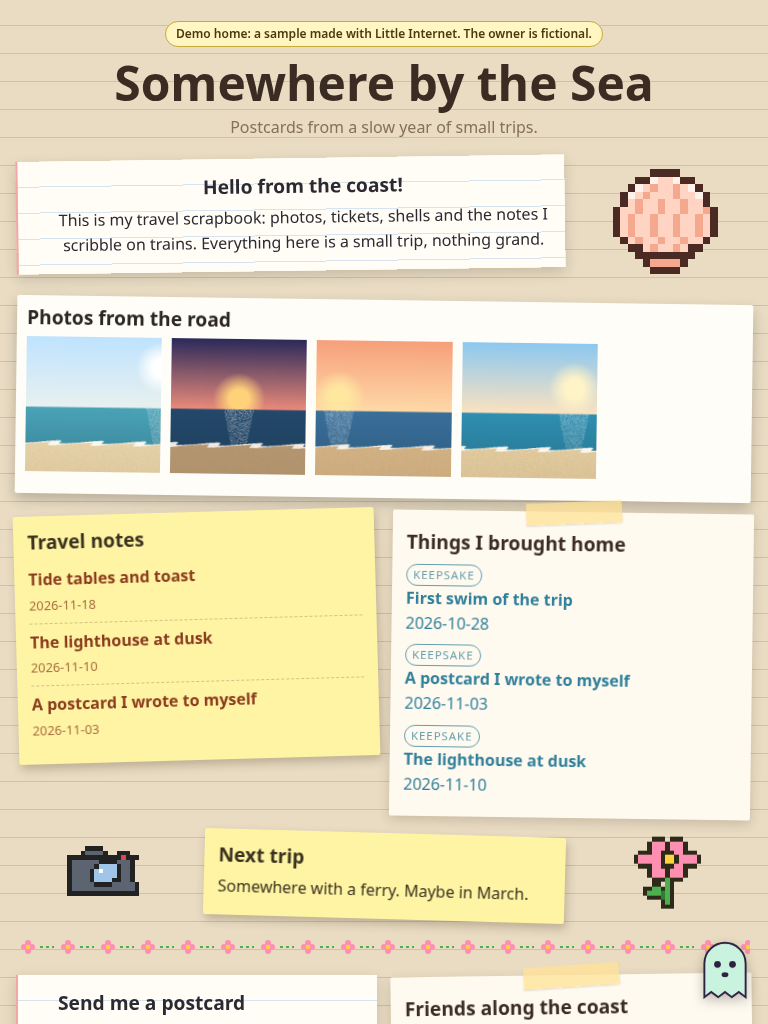 Demo home: a sample made with Little Internet. The owner is fictional.
Somewhere by the Sea
Postcards from a slow year of small trips.
Hello from the coast!
This is my travel scrapbook: photos, tickets, shells and the notes I
scribble on trains. Everything here is a small trip, nothing grand.
Photos from the road
Travel notes
Tide tables and toast
2026-11-18
The lighthouse at dusk
2026-11-10
A postcard I wrote to myself
2026-11-03
Things I brought home
KEEPSAKE
First swim of the trip
2026-10-28
KEEPSAKE
A postcard I wrote to myself
2026-11-03
KEEPSAKE
The lighthouse at dusk
2026-11-10
Next trip
Somewhere with a ferry. Maybe in March.
Send me a postcard
Friends along the coast